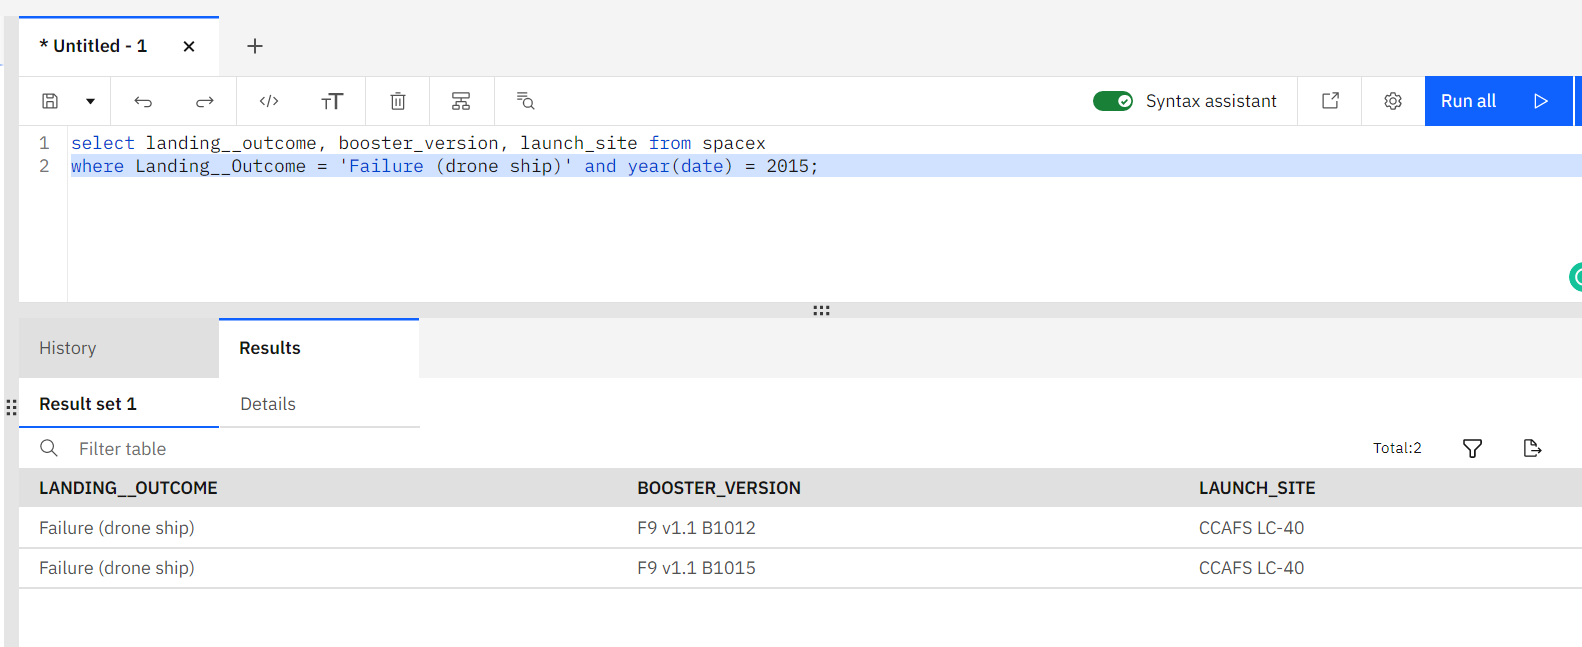 * Untitled - 1 × +
</> TT Syntax assistant Run all
1 select landing__outcome, booster_version, launch_site from spacex
2 where Landing__Outcome = 'Failure (drone ship)' and year(date) = 2015;
History Results
Result set 1 Details
Filter table Total:2
LANDING__OUTCOME BOOSTER_VERSION LAUNCH_SITE
Failure (drone ship) F9 v1.1 B1012 CCAFS LC-40
Failure (drone ship) F9 v1.1 B1015 CCAFS LC-40